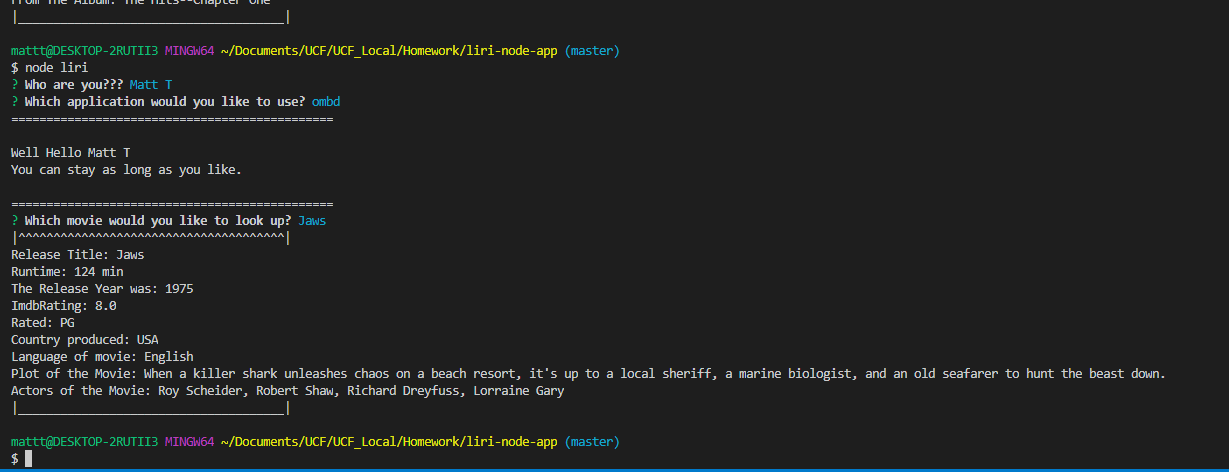 From The Album: The Hits--Chapter One
|______________________________________|
mattt@DESKTOP-2RUTII3 MINGW64 ~/Documents/UCF/UCF_Local/Homework/liri-node-app (master)
$ node liri
? Who are you??? Matt T
? Which application would you like to use? ombd
==============================================
Well Hello Matt T
You can stay as long as you like.
==============================================
? Which movie would you like to look up? Jaws
|^^^^^^^^^^^^^^^^^^^^^^^^^^^^^^^^^^^^^^|
Release Title: Jaws
Runtime: 124 min
The Release Year was: 1975
ImdbRating: 8.0
Rated: PG
Country produced: USA
Language of movie: English
Plot of the Movie: When a killer shark unleashes chaos on a beach resort, it's up to a local sheriff, a marine biologist, and an old seafarer to hunt the beast down.
Actors of the Movie: Roy Scheider, Robert Shaw, Richard Dreyfuss, Lorraine Gary
|______________________________________|
mattt@DESKTOP-2RUTII3 MINGW64 ~/Documents/UCF/UCF_Local/Homework/liri-node-app (master)
$